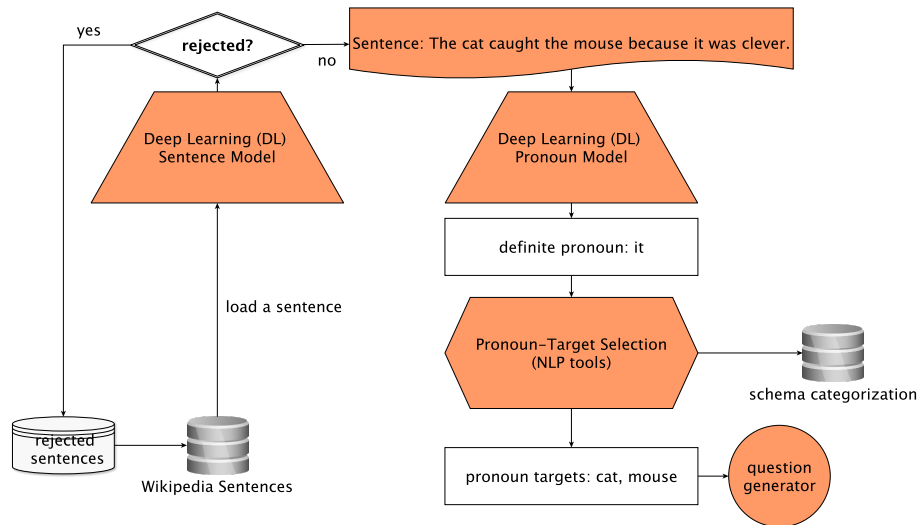 yes
rejected?
no
Sentence: The cat caught the mouse because it was clever.
Deep Learning (DL)
Sentence Model
Deep Learning (DL)
Pronoun Model
definite pronoun: it
load a sentence
Pronoun-Target Selection
(NLP tools)
schema categorization
rejected
sentences
Wikipedia Sentences
pronoun targets: cat, mouse
question
generator